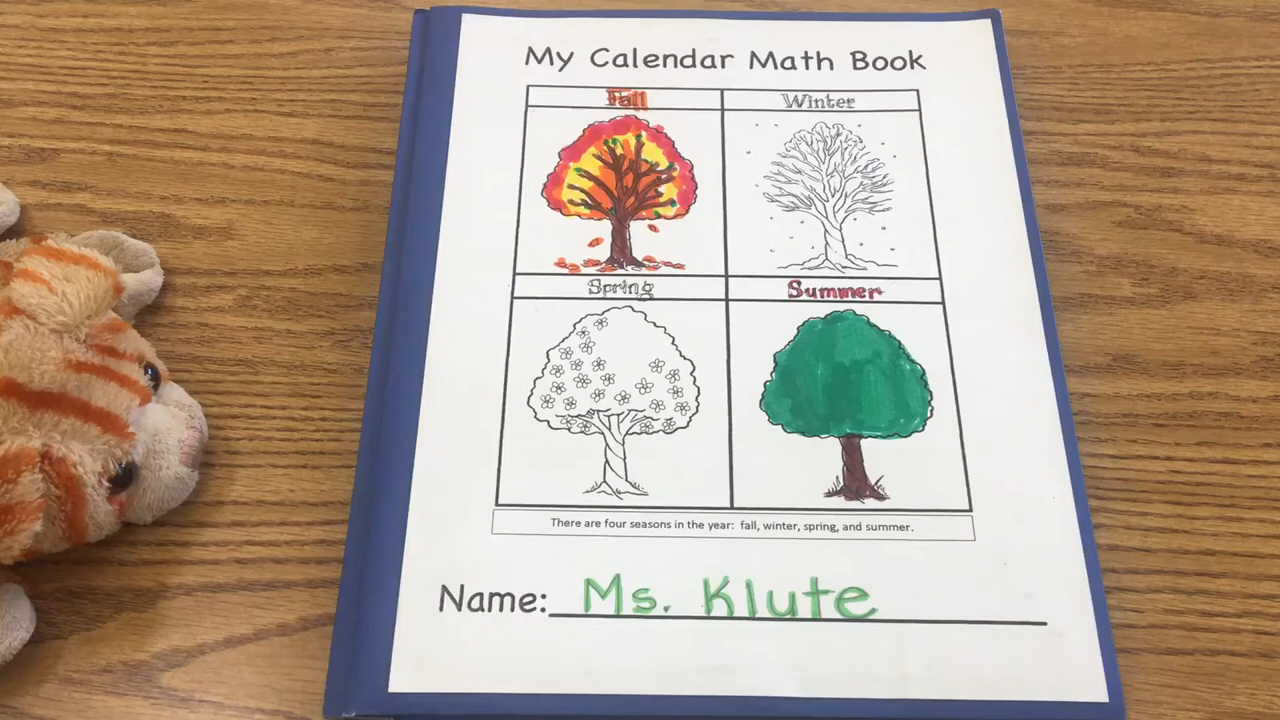 My Calendar Math Book
Fall Winter
Spring Summer
There are four seasons in the year: fall, winter, spring, and summer.
Name: Ms. Klute